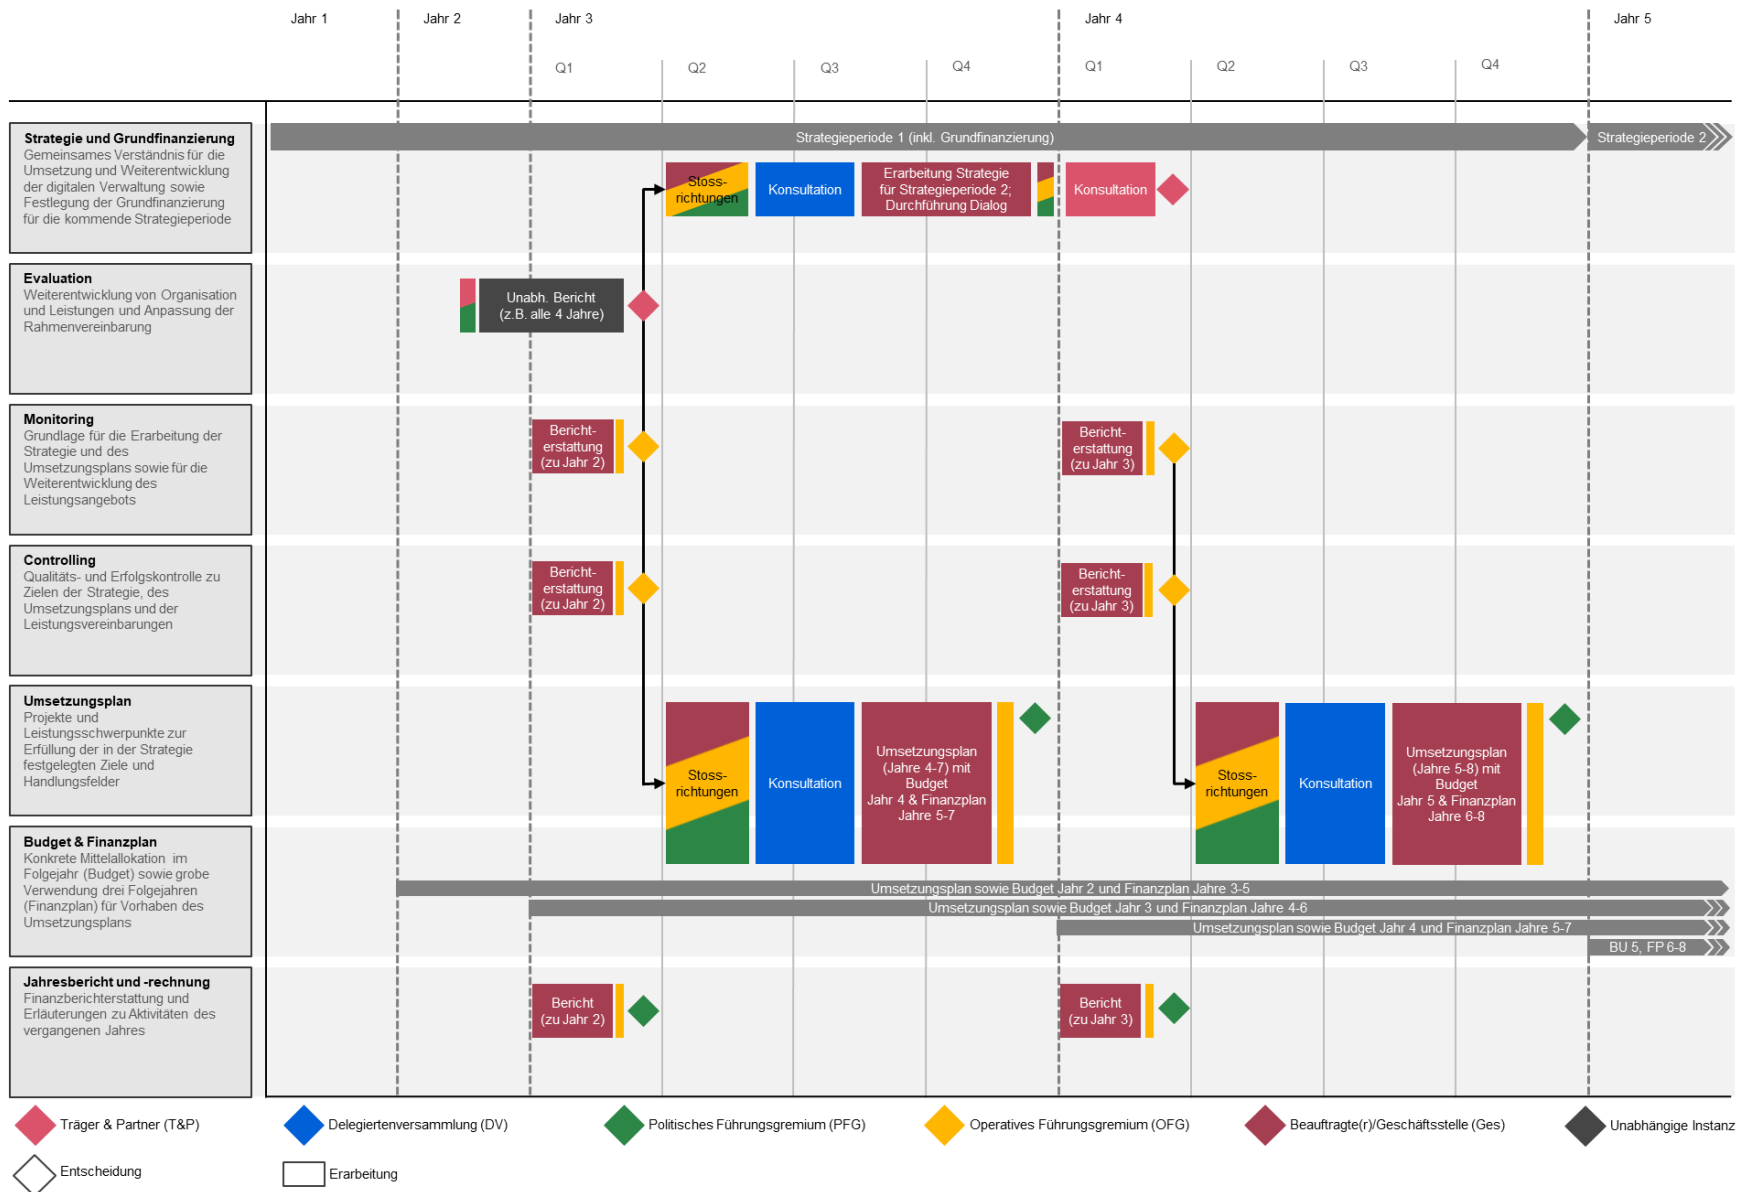 Jahr 1
Jahr 2
Jahr 3
Jahr 4
Jahr 5
Q1
Q2
Q3
Q4
Q1
Q2
Q3
Q4
Strategie und Grundfinanzierung
Gemeinsames Verständnis für die
Umsetzung und Weiterentwicklung
der digitalen Verwaltung sowie
Festlegung der Grundfinanzierung
für die kommende Strategieperiode
Strategieperiode 1 (inkl. Grundfinanzierung)
Strategieperiode 2
Stoss-
richtungen
Konsultation
Erarbeitung Strategie
für Strategieperiode 2;
Durchführung Dialog
Konsultation
Evaluation
Weiterentwicklung von Organisation
und Leistungen und Anpassung der
Rahmenvereinbarung
Unabh. Bericht
(z.B. alle 4 Jahre)
Monitoring
Grundlage für die Erarbeitung der
Strategie und des
Umsetzungsplans sowie für die
Weiterentwicklung des
Leistungsangebots
Bericht-
erstattung
(zu Jahr 2)
Bericht-
erstattung
(zu Jahr 3)
Controlling
Qualitäts- und Erfolgskontrolle zu
Zielen der Strategie, des
Umsetzungsplans und der
Leistungsvereinbarungen
Bericht-
erstattung
(zu Jahr 2)
Bericht-
erstattung
(zu Jahr 3)
Umsetzungsplan
Projekte und
Leistungsschwerpunkte zur
Erfüllung der in der Strategie
festgelegten Ziele und
Handlungsfelder
Stoss-
richtungen
Konsultation
Umsetzungsplan
(Jahre 4-7) mit
Budget
Jahr 4 & Finanzplan
Jahre 5-7
Stoss-
richtungen
Konsultation
Umsetzungsplan
(Jahre 5-8) mit
Budget
Jahr 5 & Finanzplan
Jahre 6-8
Budget & Finanzplan
Konkrete Mittelallokation im
Folgejahr (Budget) sowie grobe
Verwendung drei Folgejahren
(Finanzplan) für Vorhaben des
Umsetzungsplans
Umsetzungsplan sowie Budget Jahr 2 und Finanzplan Jahre 3-5
Umsetzungsplan sowie Budget Jahr 3 und Finanzplan Jahre 4-6
Umsetzungsplan sowie Budget Jahr 4 und Finanzplan Jahre 5-7
BU 5, FP 6-8
Jahresbericht und -rechnung
Finanzberichterstattung und
Erläuterungen zu Aktivitäten des
vergangenen Jahres
Bericht
(zu Jahr 2)
Bericht
(zu Jahr 3)
Träger & Partner (T&P)
Delegiertenversammlung (DV)
Politisches Führungsgremium (PFG)
Operatives Führungsgremium (OFG)
Beauftragte(r)/Geschäftsstelle (Ges)
Unabhängige Instanz
Entscheidung
Erarbeitung